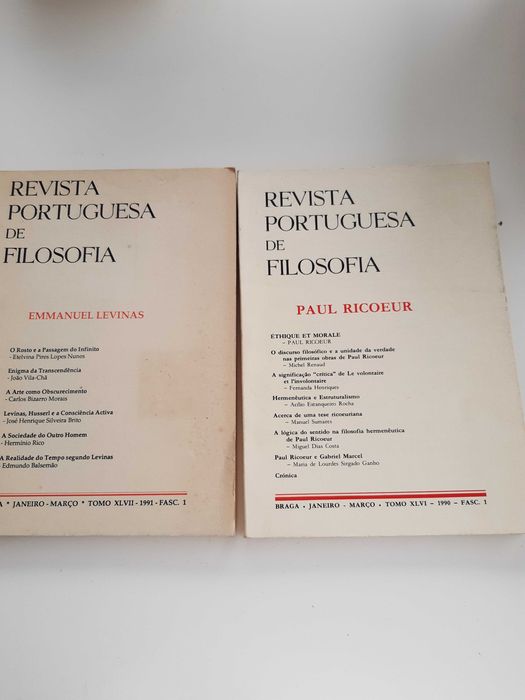 REVISTA
PORTUGUESA
DE
FILOSOFIA
EMMANUEL LEVINAS
O Rosto e a Passagem do Infinito
- Etelvina Pires Lopes Nunes
Enigma da Transcendência
- João Vila-Chã
A Arte como Obscurecimento
- Carlos Bizarro Morais
Levinas, Husserl e a Consciência Activa
- José Henrique Silveira Brito
A Sociedade do Outro Homem
- Hermínio Rico
A Realidade do Tempo segundo Levinas
Edmundo Balsemão
A * JANEIRO - MARÇO * TOMO XLVII - 1991 - FASC. 1
REVISTA
PORTUGUESA
DE
FILOSOFIA
PAUL RICOEUR
ÉTHIQUE ET MORALE
– PAUL RICOEUR
O discurso filosófico e a unidade da verdade
nas primeiras obras de Paul Ricoeur
– Michel Renaud
A significação “crítica” de Le volontaire
et l'involontaire
– Fernanda Henriques
Hermenêutica e Estruturalismo
– Acílio Estanqueiro Rocha
Acerca de uma tese ricoeuriana
– Manuel Sumares
A lógica do sentido na filosofia hermenêutica
de Paul Ricoeur
– Miguel Dias Costa
Paul Ricoeur e Gabriel Marcel
– Maria de Lourdes Sirgado Ganho
Crónica
BRAGA • JANEIRO - MARÇO • TOMO XLVI – 1990 – FASC. 1